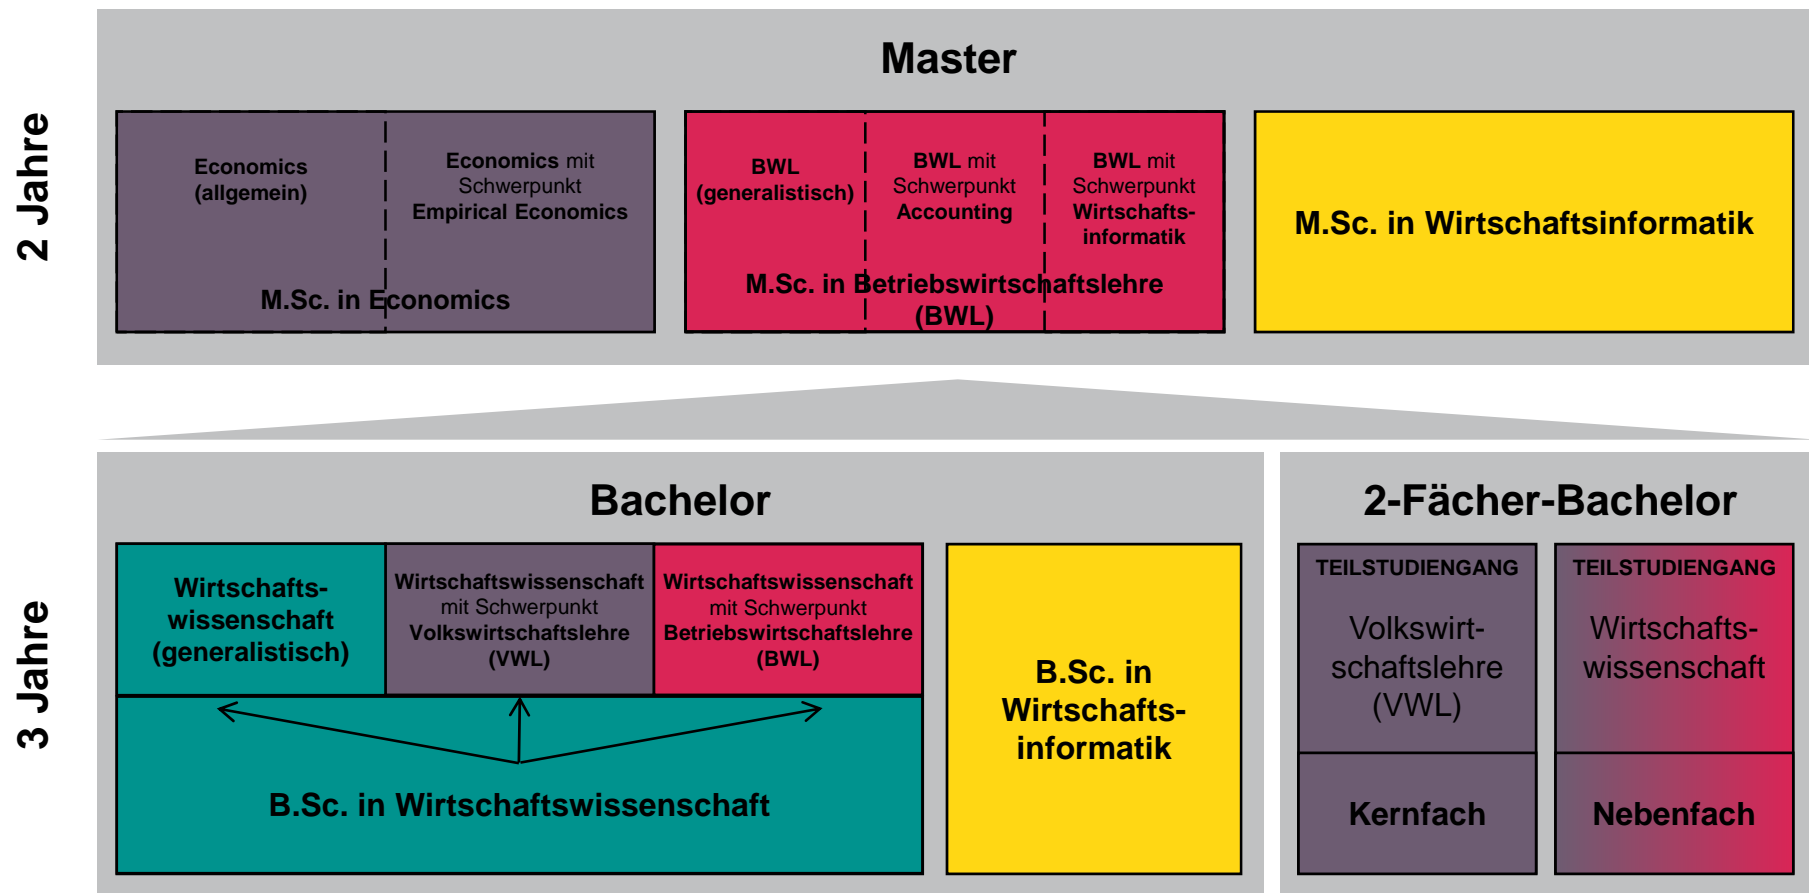 Master
2 Jahre
Economics
(allgemein)
Economics mit
Schwerpunkt
Empirical Economics
M.Sc. in Economics
BWL
(generalistisch)
BWL mit
Schwerpunkt
Accounting
BWL mit
Schwerpunkt
Wirtschafts-
informatik
M.Sc. in Betriebswirtschaftslehre
(BWL)
M.Sc. in Wirtschaftsinformatik
3 Jahre
Bachelor
Wirtschafts-
wissenschaft
(generalistisch)
Wirtschaftswissenschaft
mit Schwerpunkt
Volkswirtschaftslehre
(VWL)
Wirtschaftswissenschaft
mit Schwerpunkt
Betriebswirtschaftslehre
(BWL)
B.Sc. in Wirtschaftswissenschaft
B.Sc. in
Wirtschafts-
informatik
2-Fächer-Bachelor
TEILSTUDIENGANG
Volkswirt-
schaftslehre
(VWL)
Kernfach
TEILSTUDIENGANG
Wirtschafts-
wissenschaft
Nebenfach